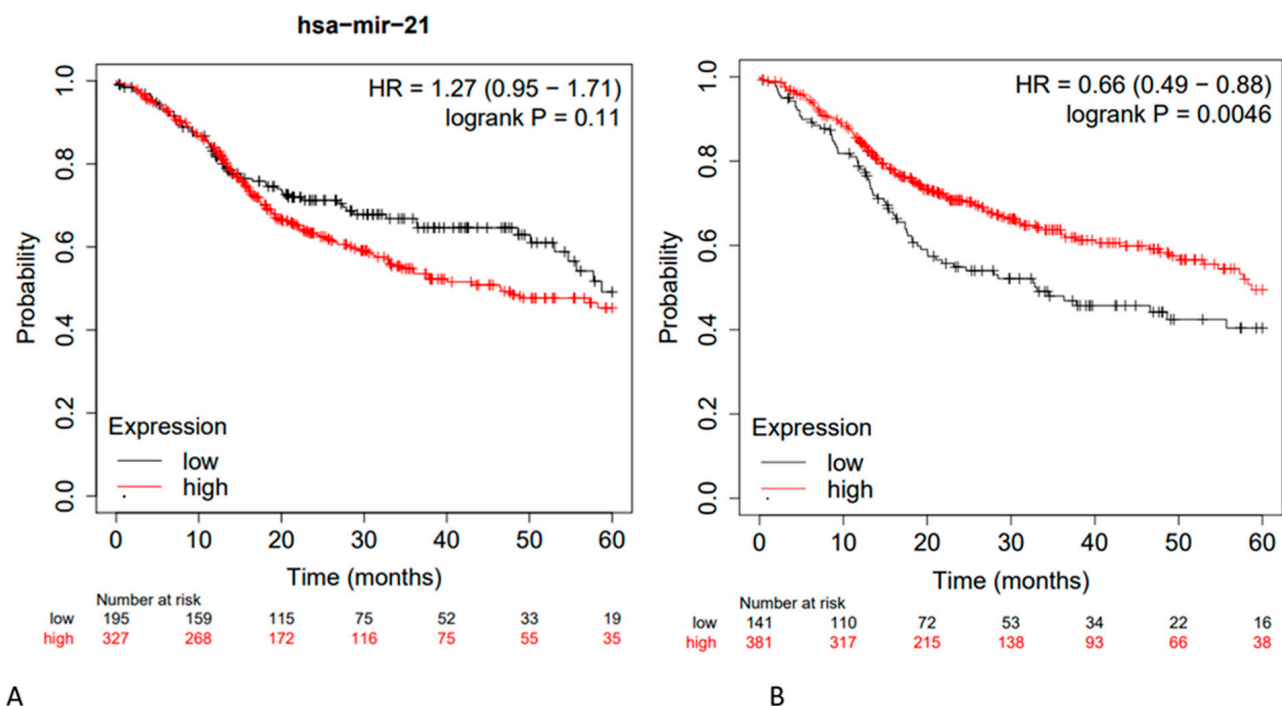 hsa−mir−21
HR = 1.27 (0.95 − 1.71)
logrank P = 0.11
Probability
1.0
0.8
0.6
0.4
0.2
0.0
Expression
low
high
0 10 20 30 40 50 60
Time (months)
Number at risk
low 195 159 115 75 52 33 19
high 327 268 172 116 75 55 35
A
HR = 0.66 (0.49 − 0.88)
logrank P = 0.0046
Probability
1.0
0.8
0.6
0.4
0.2
0.0
Expression
low
high
0 10 20 30 40 50 60
Time (months)
Number at risk
low 141 110 72 53 34 22 16
high 381 317 215 138 93 66 38
B